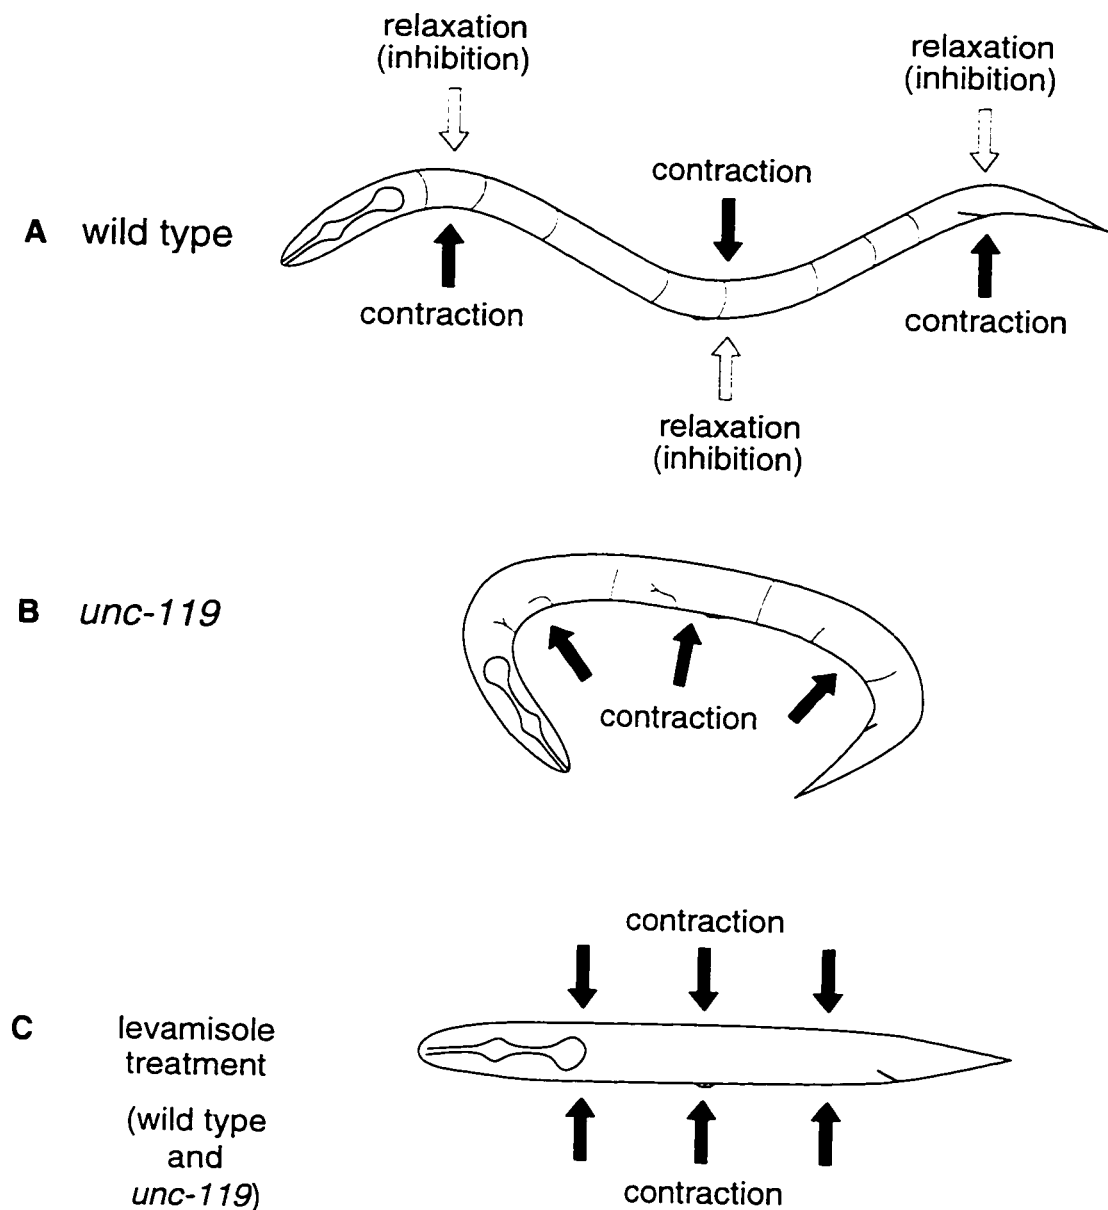 relaxation
(inhibition)
relaxation
(inhibition)
contraction
A wild type
contraction
contraction
relaxation
(inhibition)
B unc-119
contraction
contraction
C levamisole
treatment
(wild type
and
unc-119)
contraction